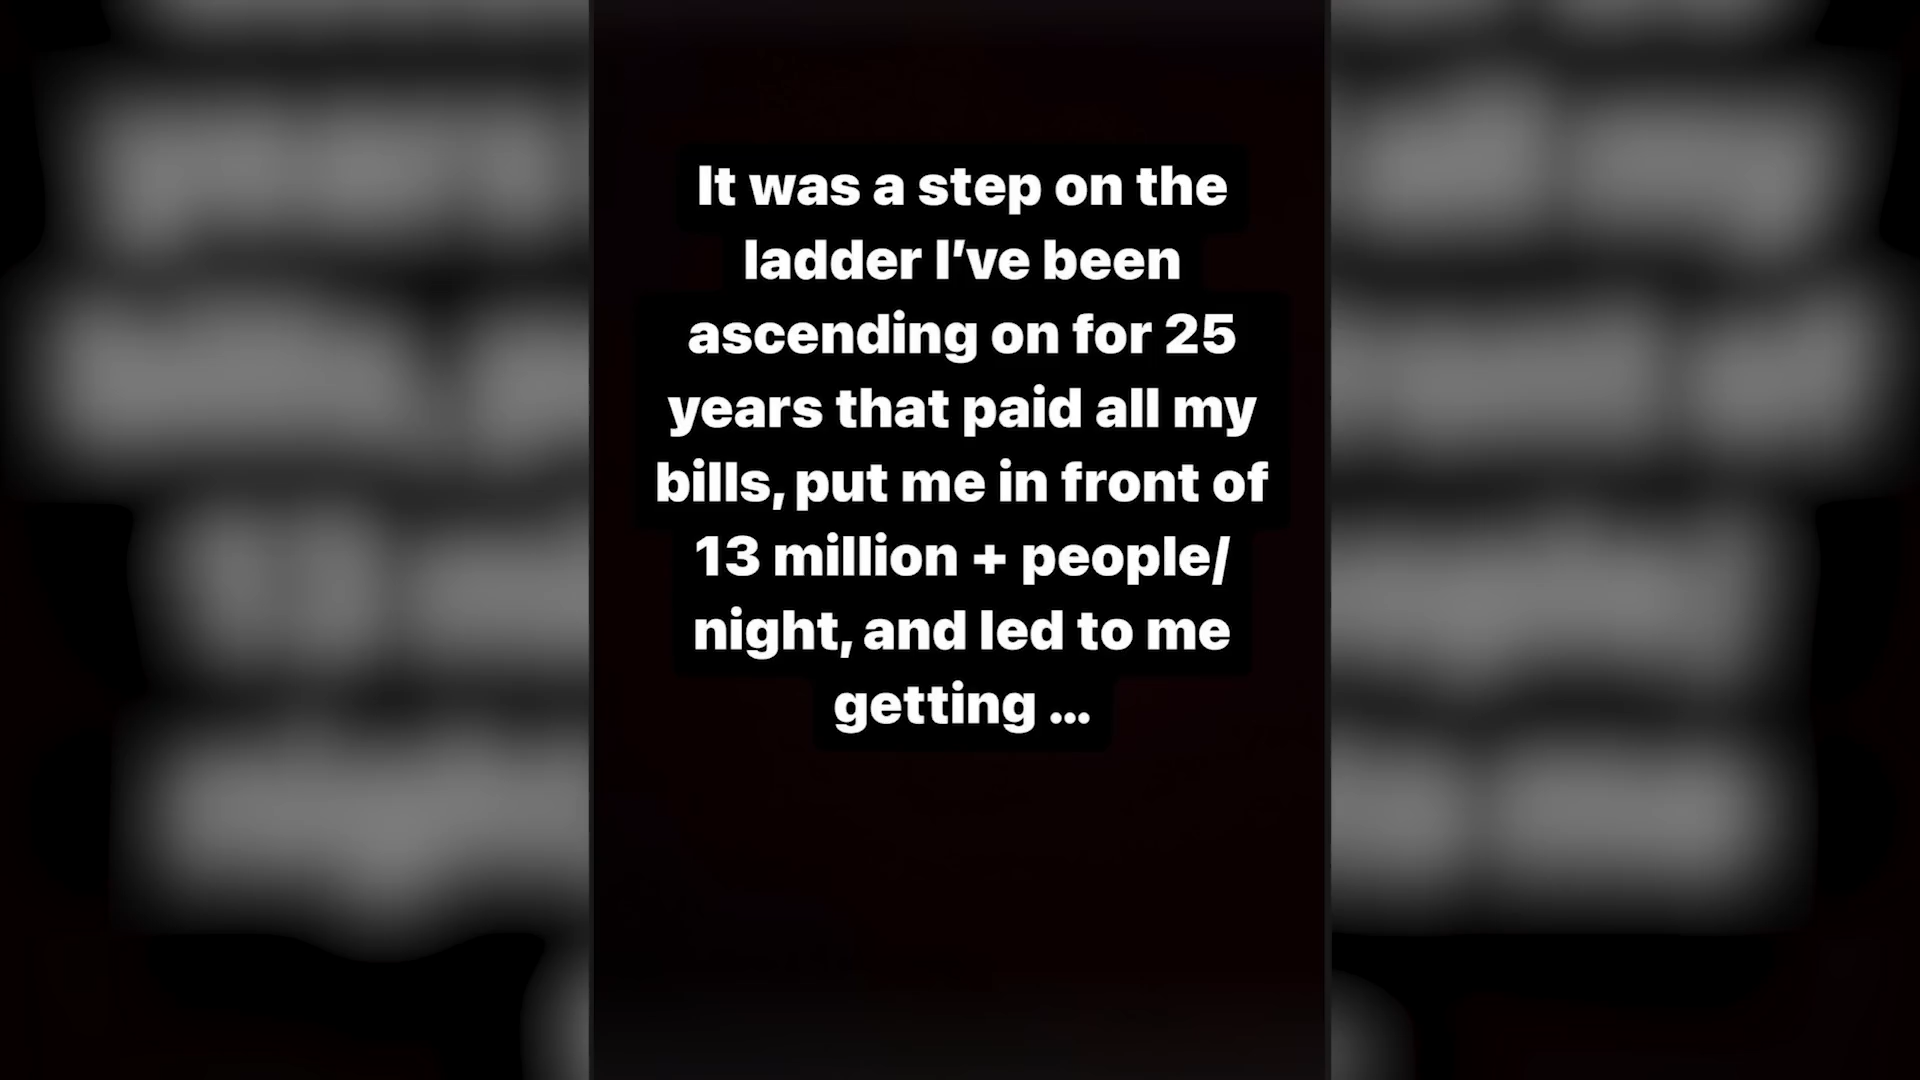 It was a step on the
ladder I’ve been
ascending on for 25
years that paid all my
bills, put me in front of
13 million + people/
night, and led to me
getting ...